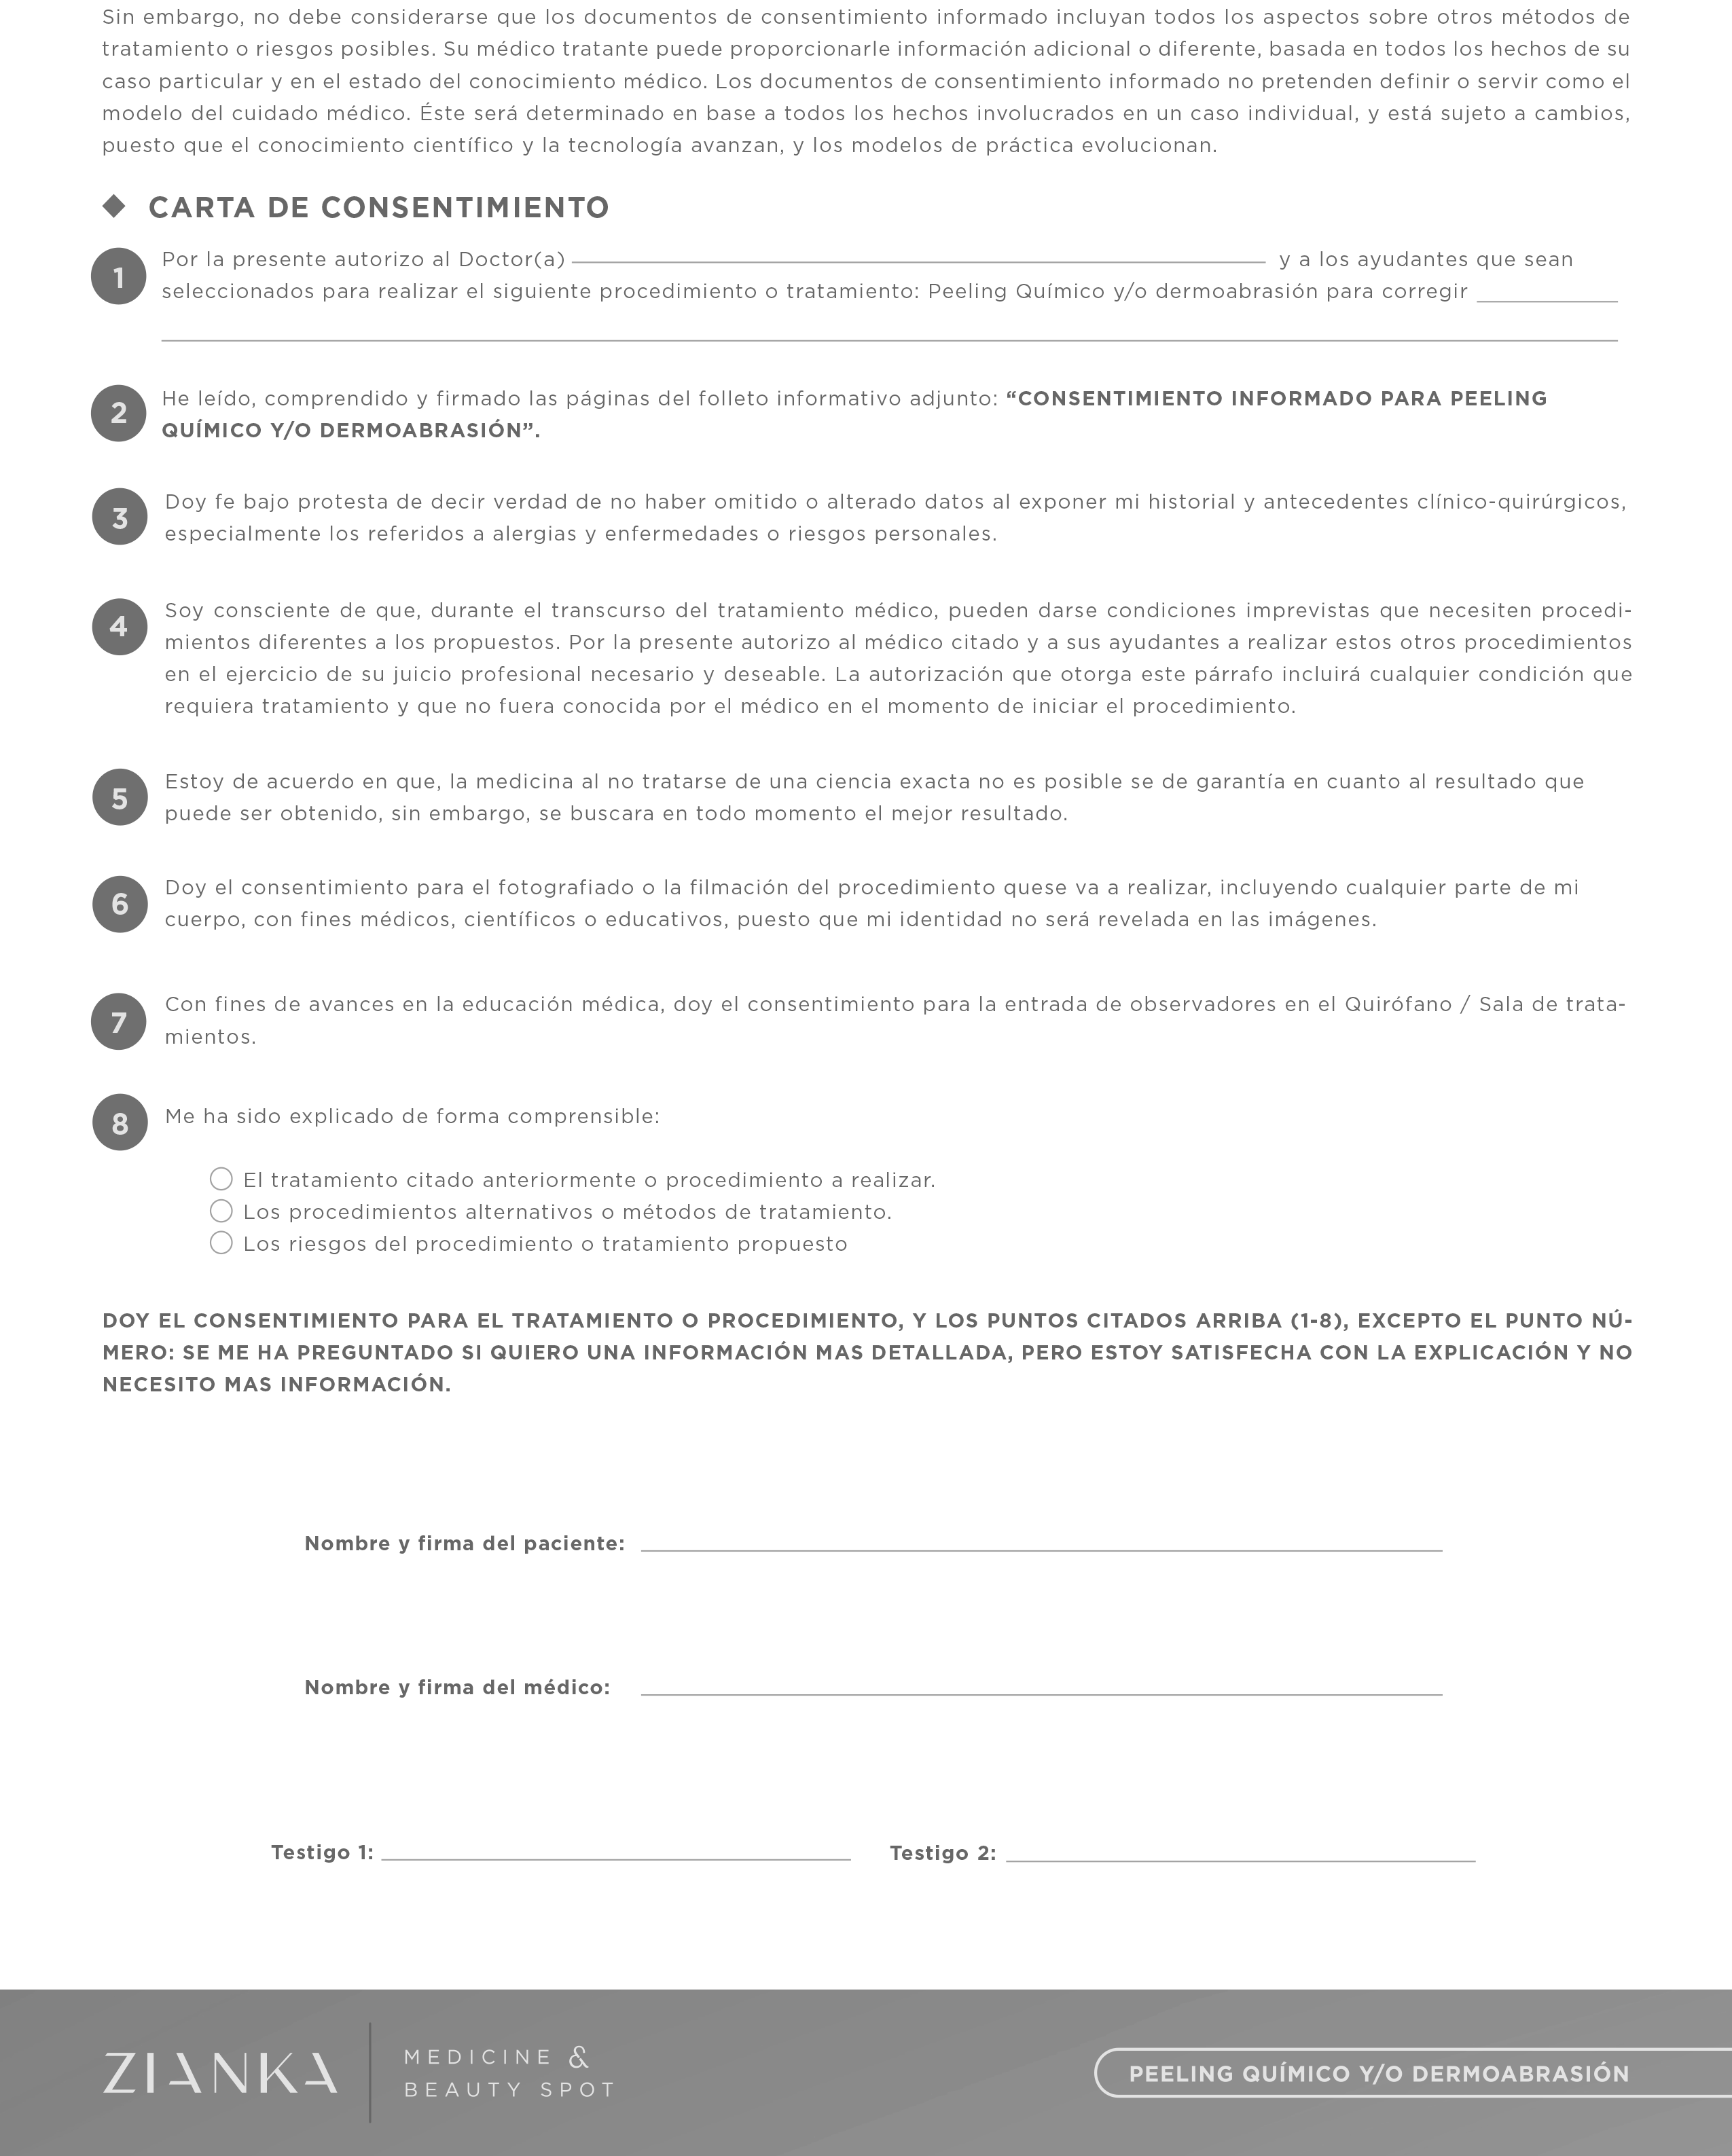 Sin embargo, no debe considerarse que los documentos de consentimiento informado incluyan todos los aspectos sobre otros métodos de
tratamiento o riesgos posibles. Su médico tratante puede proporcionarle información adicional o diferente, basada en todos los hechos de su
caso particular y en el estado del conocimiento médico. Los documentos de consentimiento informado no pretenden definir o servir como el
modelo del cuidado médico. Éste será determinado en base a todos los hechos involucrados en un caso individual, y está sujeto a cambios,
puesto que el conocimiento científico y la tecnología avanzan, y los modelos de práctica evolucionan.
CARTA DE CONSENTIMIENTO
1 Por la presente autorizo al Doctor(a) y a los ayudantes que sean
seleccionados para realizar el siguiente procedimiento o tratamiento: Peeling Químico y/o dermoabrasión para corregir
2 He leído, comprendido y firmado las páginas del folleto informativo adjunto: “CONSENTIMIENTO INFORMADO PARA PEELING
QUÍMICO Y/O DERMOABRASIÓN”.
3 Doy fe bajo protesta de decir verdad de no haber omitido o alterado datos al exponer mi historial y antecedentes clínico-quirúrgicos,
especialmente los referidos a alergias y enfermedades o riesgos personales.
4 Soy consciente de que, durante el transcurso del tratamiento médico, pueden darse condiciones imprevistas que necesiten procedi-
mientos diferentes a los propuestos. Por la presente autorizo al médico citado y a sus ayudantes a realizar estos otros procedimientos
en el ejercicio de su juicio profesional necesario y deseable. La autorización que otorga este párrafo incluirá cualquier condición que
requiera tratamiento y que no fuera conocida por el médico en el momento de iniciar el procedimiento.
5 Estoy de acuerdo en que, la medicina al no tratarse de una ciencia exacta no es posible se de garantía en cuanto al resultado que
puede ser obtenido, sin embargo, se buscara en todo momento el mejor resultado.
6 Doy el consentimiento para el fotografiado o la filmación del procedimiento quese va a realizar, incluyendo cualquier parte de mi
cuerpo, con fines médicos, científicos o educativos, puesto que mi identidad no será revelada en las imágenes.
7 Con fines de avances en la educación médica, doy el consentimiento para la entrada de observadores en el Quirófano / Sala de trata-
mientos.
8 Me ha sido explicado de forma comprensible:
El tratamiento citado anteriormente o procedimiento a realizar.
Los procedimientos alternativos o métodos de tratamiento.
Los riesgos del procedimiento o tratamiento propuesto
DOY EL CONSENTIMIENTO PARA EL TRATAMIENTO O PROCEDIMIENTO, Y LOS PUNTOS CITADOS ARRIBA (1-8), EXCEPTO EL PUNTO NÚ-
MERO: SE ME HA PREGUNTADO SI QUIERO UNA INFORMACIÓN MAS DETALLADA, PERO ESTOY SATISFECHA CON LA EXPLICACIÓN Y NO
NECESITO MAS INFORMACIÓN.
Nombre y firma del paciente:
Nombre y firma del médico:
Testigo 1: Testigo 2:
ZIANKA
MEDICINE &
BEAUTY SPOT
PEELING QUÍMICO Y/O DERMOABRASIÓN